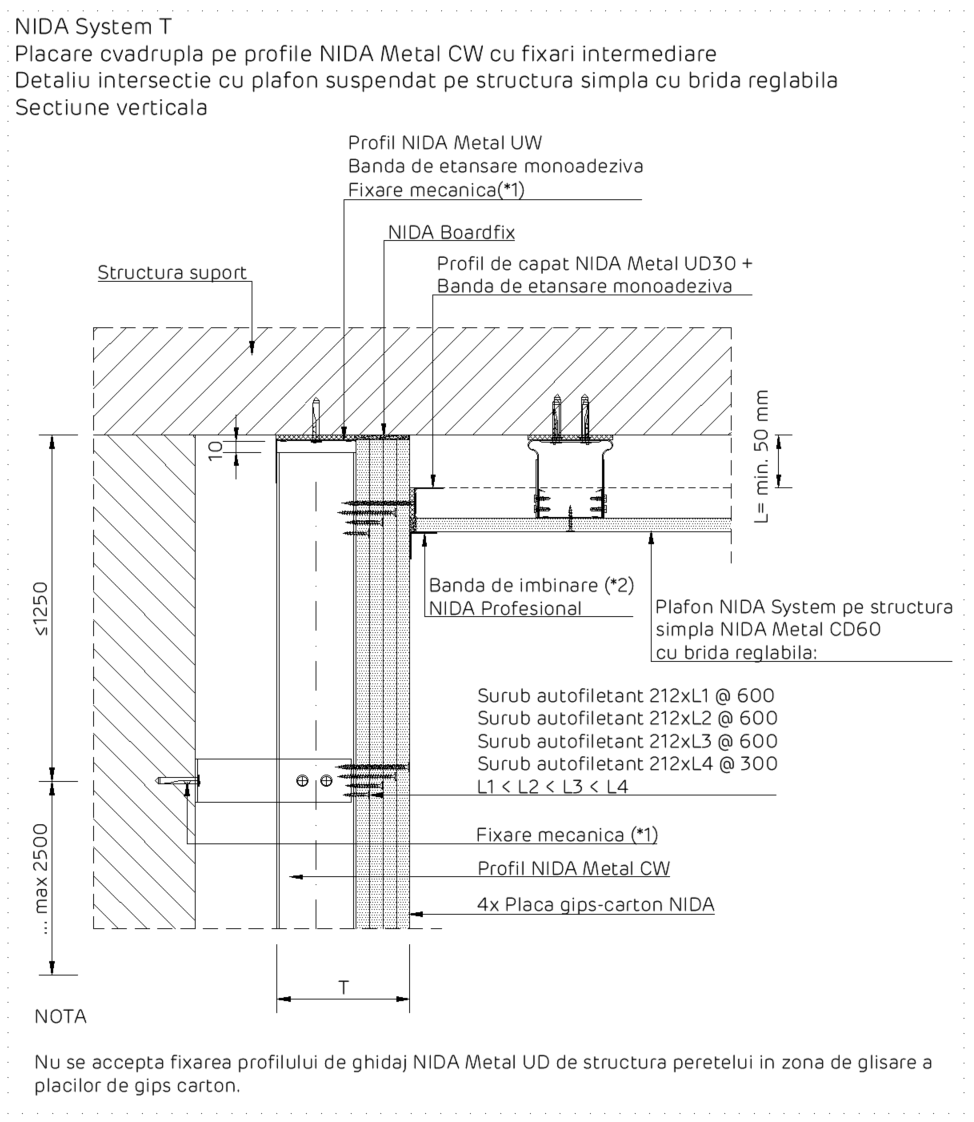 NIDA System T
Placare cvadrupla pe profile NIDA Metal CW cu fixari intermediare
Detaliu intersectie cu plafon suspendat pe structura simpla cu brida reglabila
Sectiune verticala
Profil NIDA Metal UW
Banda de etansare monoadeziva
Fixare mecanica(*1)
NIDA Boardfix
Profil de capat NIDA Metal UD30 +
Banda de etansare monoadeziva
Structura suport
10
L= min. 50 mm
≤1250
Banda de imbinare (*2)
NIDA Profesional
Plafon NIDA System pe structura
simpla NIDA Metal CD60
cu brida reglabila:
Surub autofiletant 212xL1 @ 600
Surub autofiletant 212xL2 @ 600
Surub autofiletant 212xL3 @ 600
Surub autofiletant 212xL4 @ 300
L1 < L2 < L3 < L4
Fixare mecanica (*1)
... max 2500
Profil NIDA Metal CW
4x Placa gips-carton NIDA
T
NOTA
Nu se accepta fixarea profilului de ghidaj NIDA Metal UD de structura peretelui in zona de glisare a
placilor de gips carton.